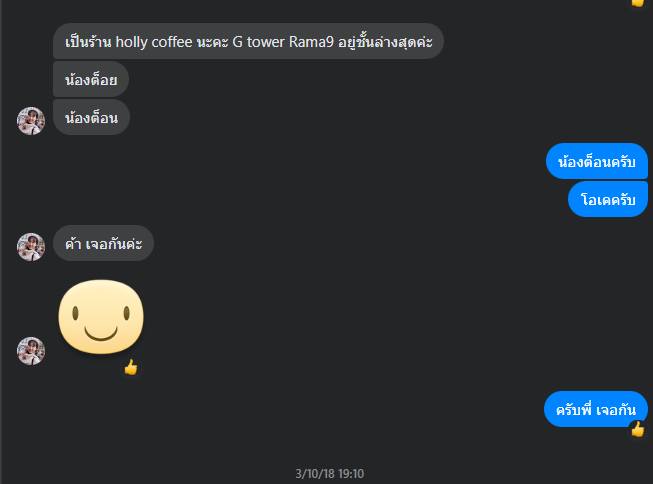 เป็นร้าน holly coffee นะคะ G tower Rama9 อยู่ชั้นล่างสุดค่ะ
น้องต็อย
น้องต็อน
น้องต็อนครับ
โอเคครับ
ค้า เจอกันค่ะ
ครับพี่ เจอกัน
3/10/18 19:10